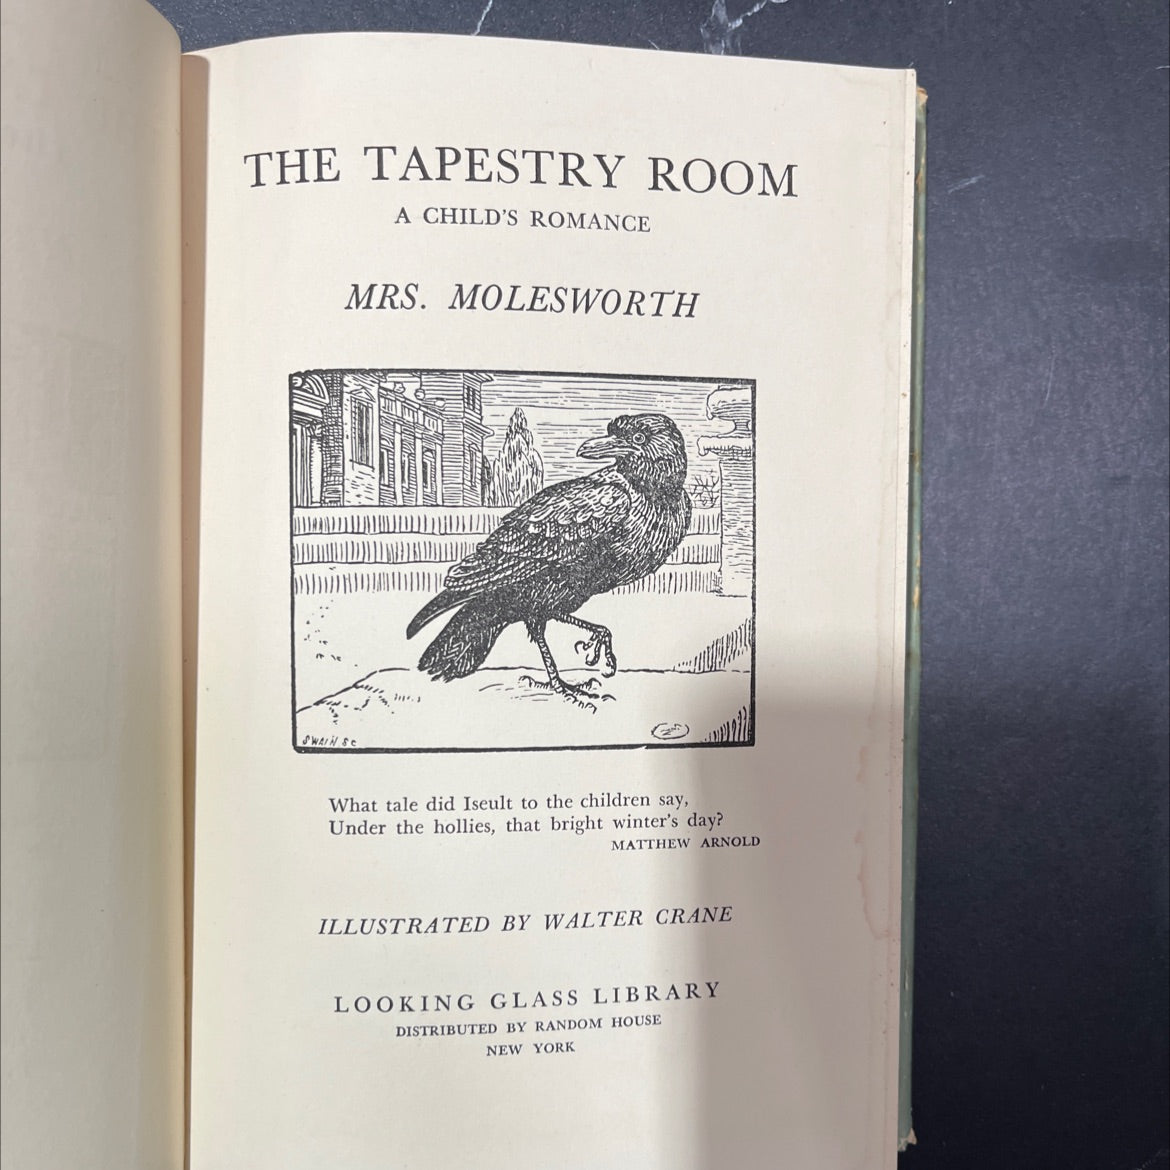 THE TAPESTRY ROOM
A CHILD'S ROMANCE
MRS. MOLESWORTH
SWAIN SC
What tale did Iseult to the children say,
Under the hollies, that bright winter's day?
MATTHEW ARNOLD
ILLUSTRATED BY WALTER CRANE
LOOKING GLASS LIBRARY
DISTRIBUTED BY RANDOM HOUSE
NEW YORK